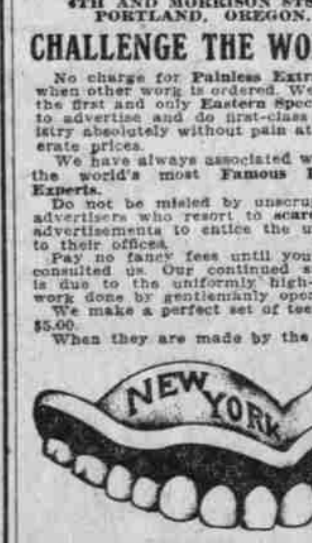 4TH AND MORRISON STS
PORTLAND, OREGON.
CHALLENGE THE WO
No charge for Painless Extr
when other work is ordered. We
the first and only Eastern Spec
to advertise and do first-class
istry absolutely without pain at
erate prices.
We have always associated w
the world's most Famous
Experts.
Do not be misled by unscru
advertisers who resort to scare
advertisements to entice the u
to their offices.
Pay no fancy fees until you
consulted us. Our continued s
is due to the uniformly high-
work done by gentlemanly oper
We make a perfect set of tee
$5.00.
When they are made by the
NEW
YORK